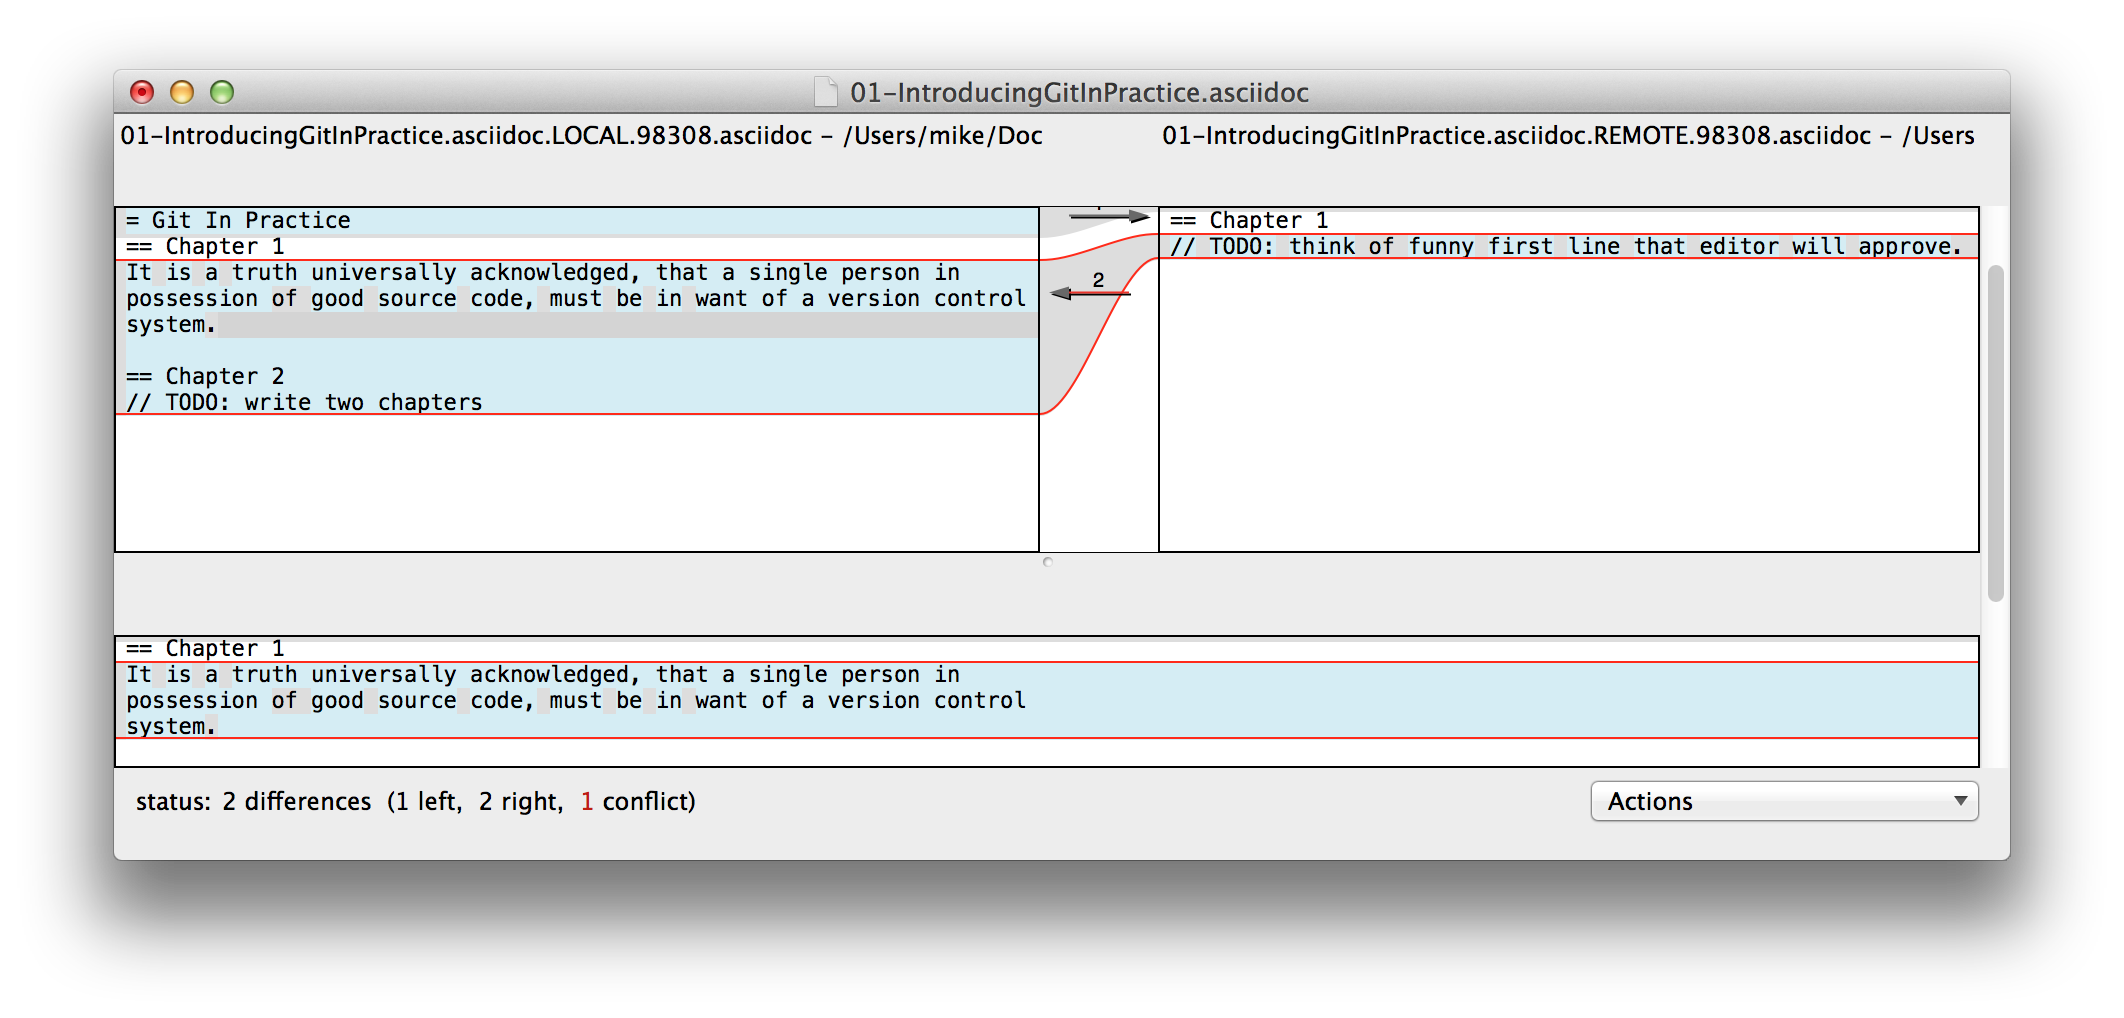 01-IntroducingGitInPractice.asciidoc
01-IntroducingGitInPractice.asciidoc.LOCAL.98308.asciidoc - /Users/mike/Doc
01-IntroducingGitInPractice.asciidoc.REMOTE.98308.asciidoc - /Users
= Git In Practice
== Chapter 1
It is a truth universally acknowledged, that a single person in
possession of good source code, must be in want of a version control
system.
== Chapter 2
// TODO: write two chapters
2
== Chapter 1
// TODO: think of funny first line that editor will approve.
== Chapter 1
It is a truth universally acknowledged, that a single person in
possession of good source code, must be in want of a version control
system.
status: 2 differences (1 left, 2 right, 1 conflict)
Actions